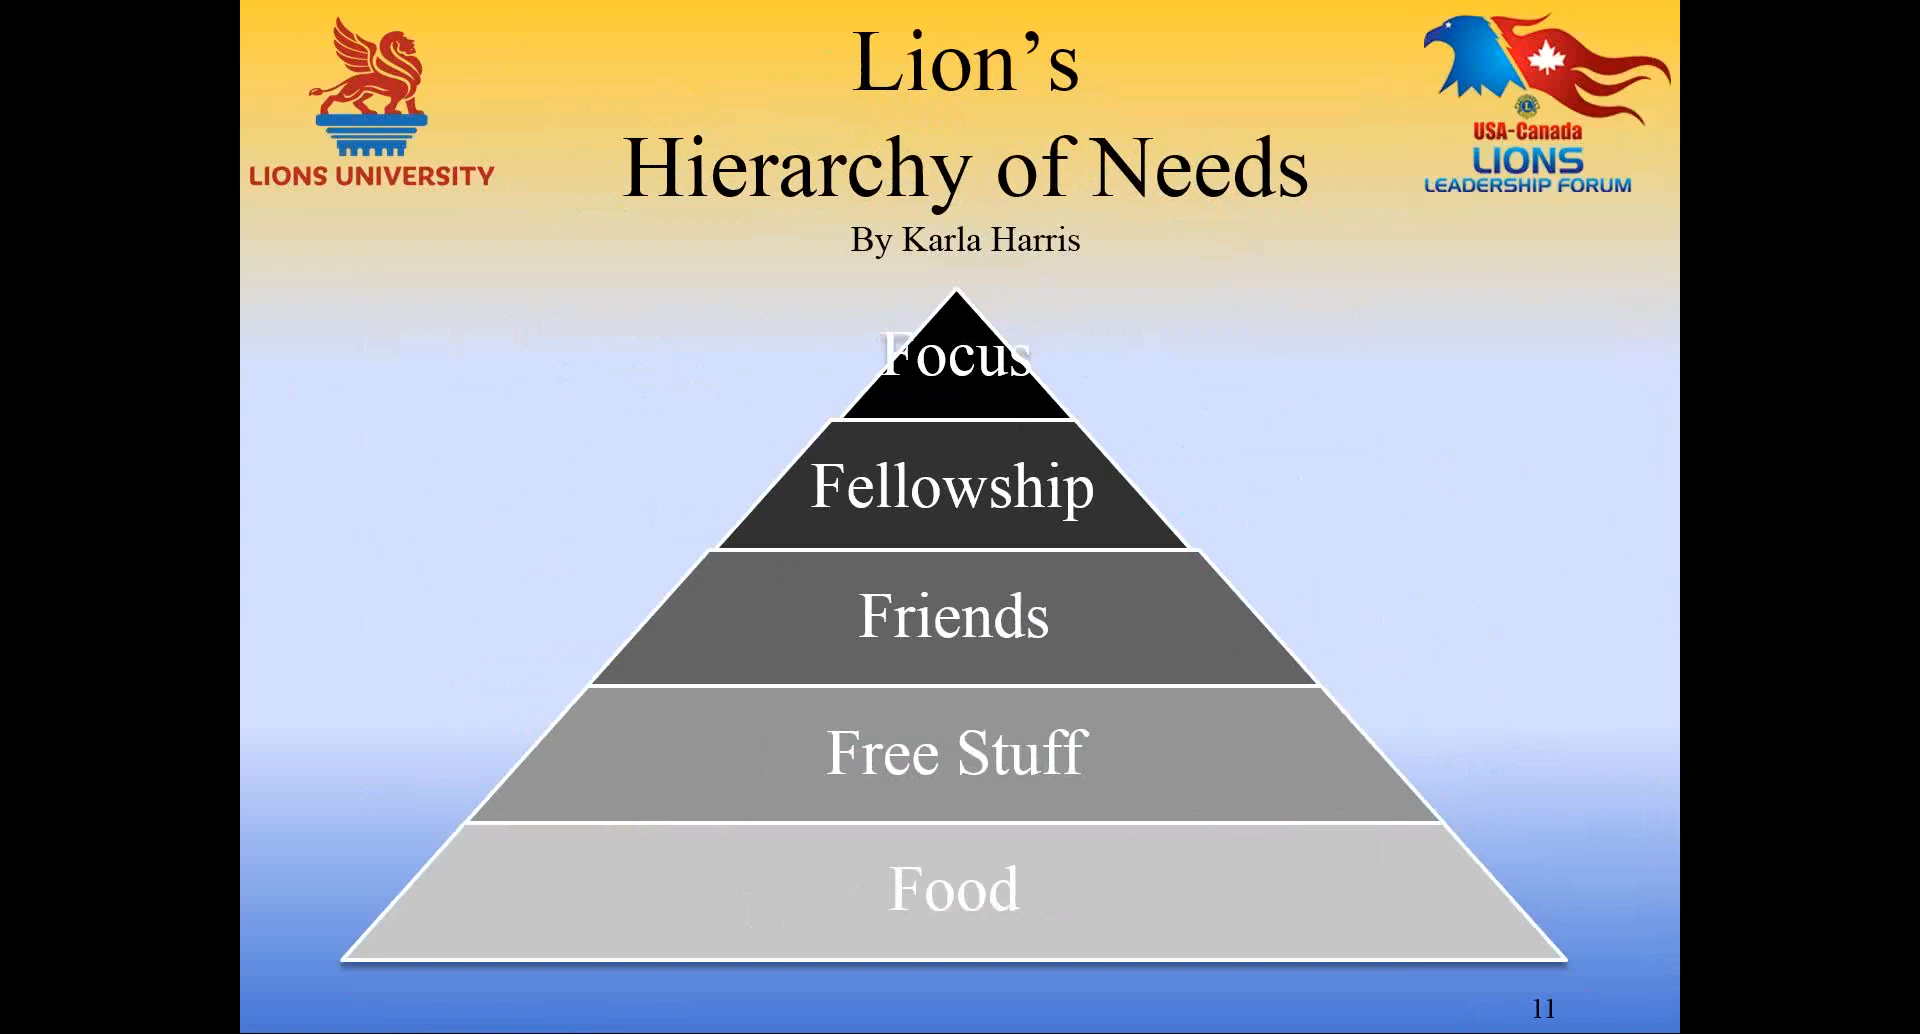 Lion’s
Hierarchy of Needs
By Karla Harris
LIONS UNIVERSITY
USA-Canada
LIONS
LEADERSHIP FORUM
Focus
Fellowship
Friends
Free Stuff
Food
11